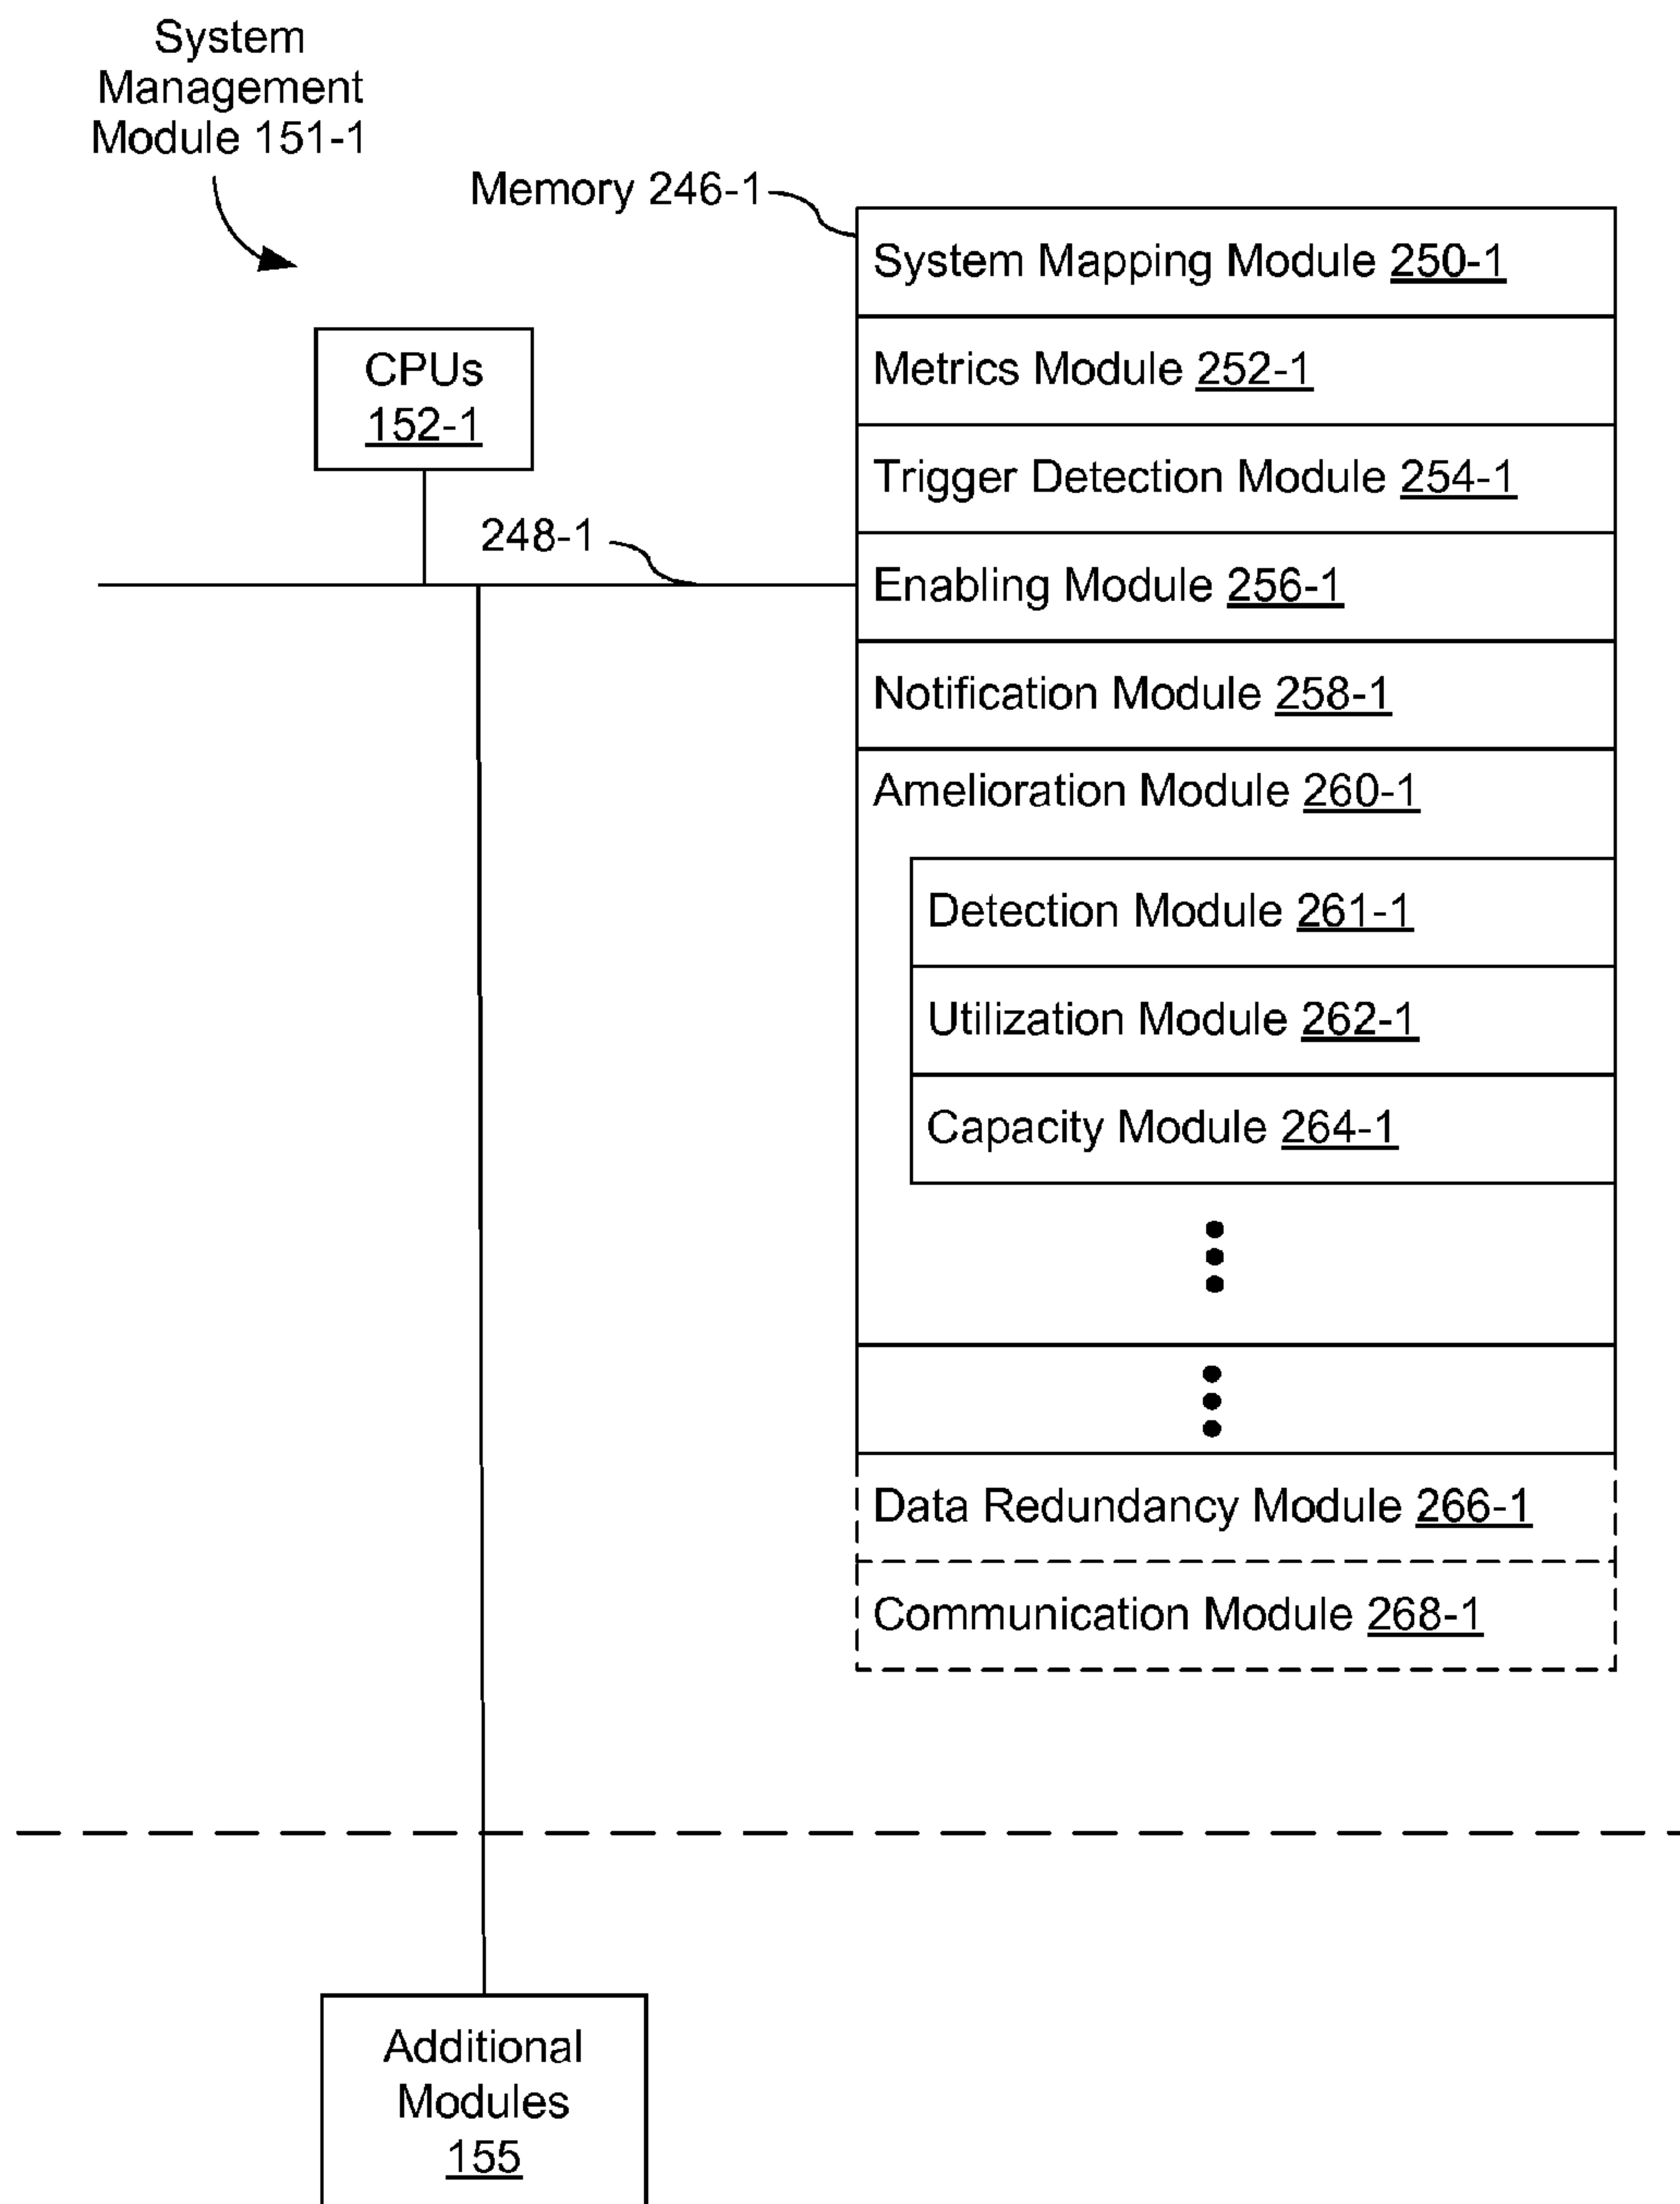 System
Management
Module 151-1
Memory 246-1
System Mapping Module 250-1
CPUs
152-1
Metrics Module 252-1
Trigger Detection Module 254-1
248-1
Enabling Module 256-1
Notification Module 258-1
Amelioration Module 260-1
Detection Module 261-1
Utilization Module 262-1
Capacity Module 264-1
Data Redundancy Module 266-1
Communication Module 268-1
Additional
Modules
155